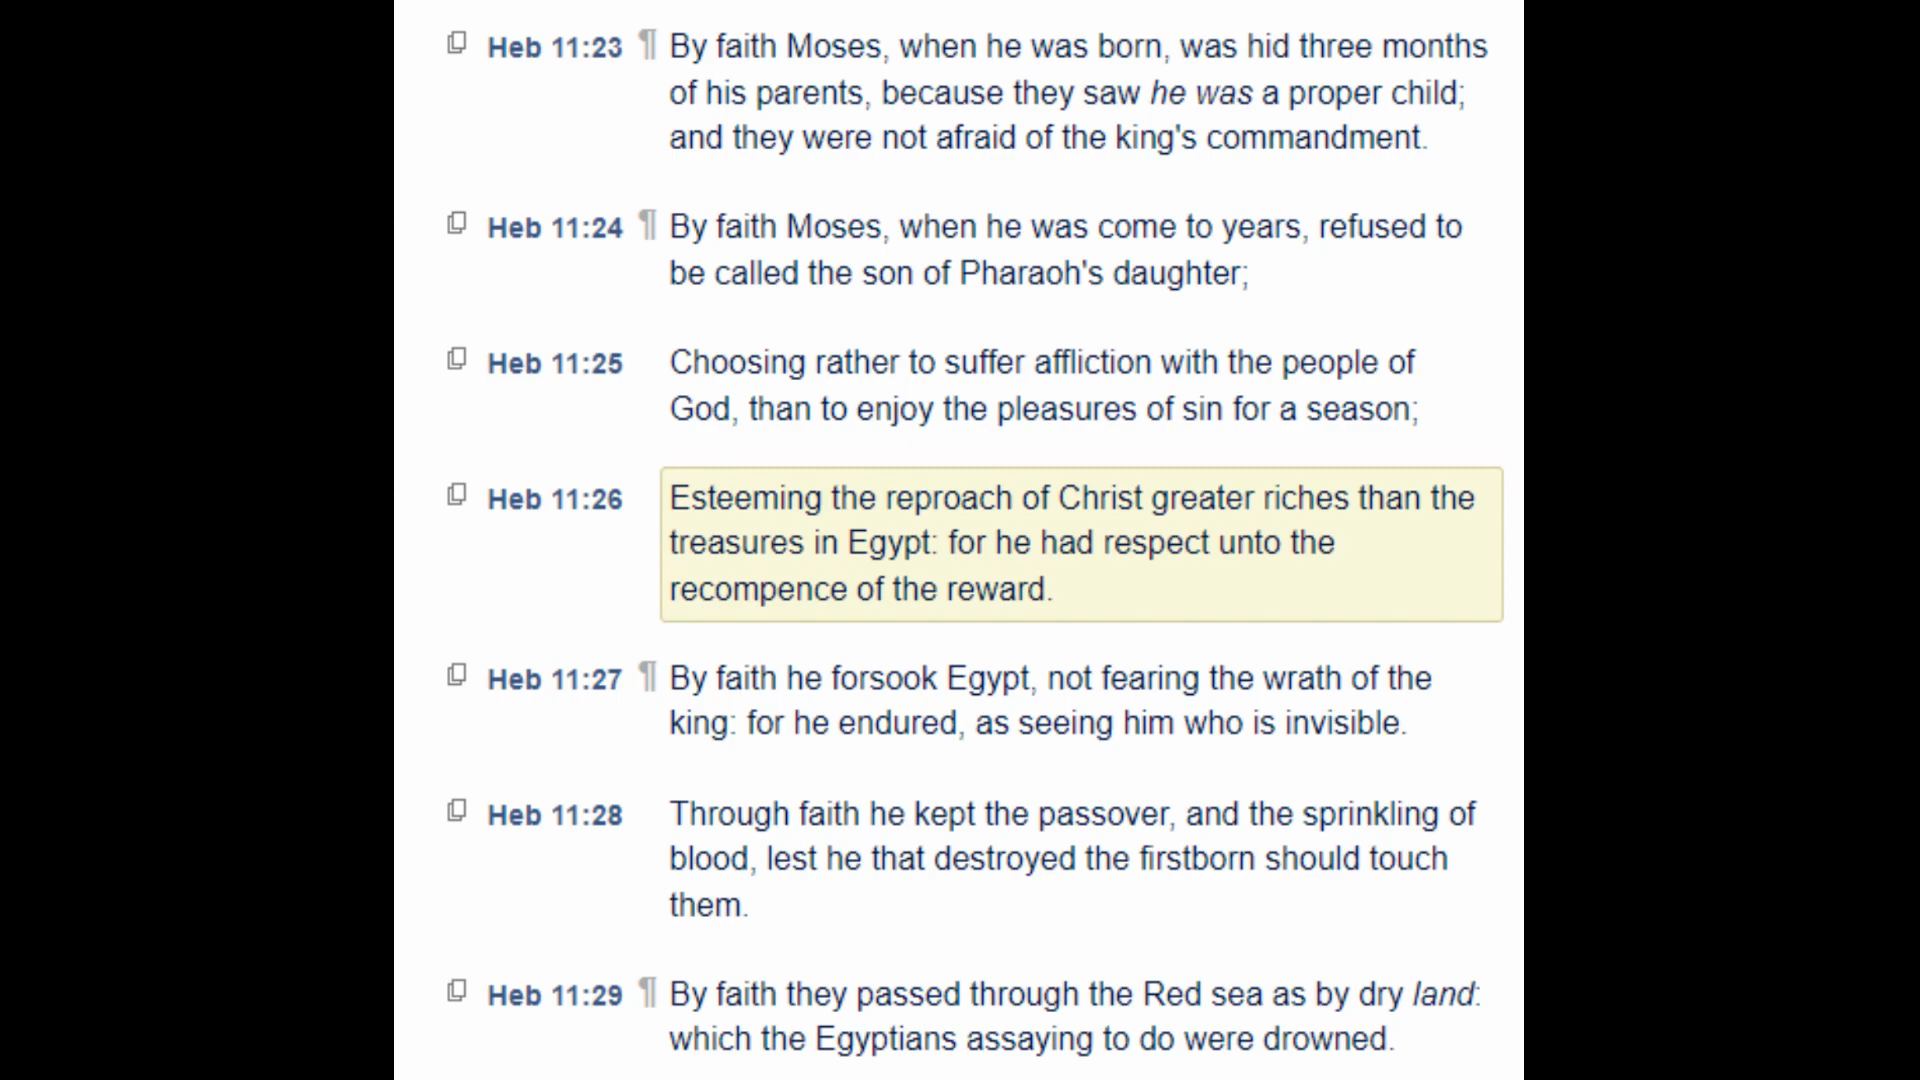 Heb 11:23 ¶ By faith Moses, when he was born, was hid three months
of his parents, because they saw he was a proper child;
and they were not afraid of the king's commandment.
Heb 11:24 ¶ By faith Moses, when he was come to years, refused to
be called the son of Pharaoh's daughter;
Heb 11:25 Choosing rather to suffer affliction with the people of
God, than to enjoy the pleasures of sin for a season;
Heb 11:26 Esteeming the reproach of Christ greater riches than the
treasures in Egypt: for he had respect unto the
recompence of the reward.
Heb 11:27 ¶ By faith he forsook Egypt, not fearing the wrath of the
king: for he endured, as seeing him who is invisible.
Heb 11:28 Through faith he kept the passover, and the sprinkling of
blood, lest he that destroyed the firstborn should touch
them.
Heb 11:29 ¶ By faith they passed through the Red sea as by dry land:
which the Egyptians assaying to do were drowned.